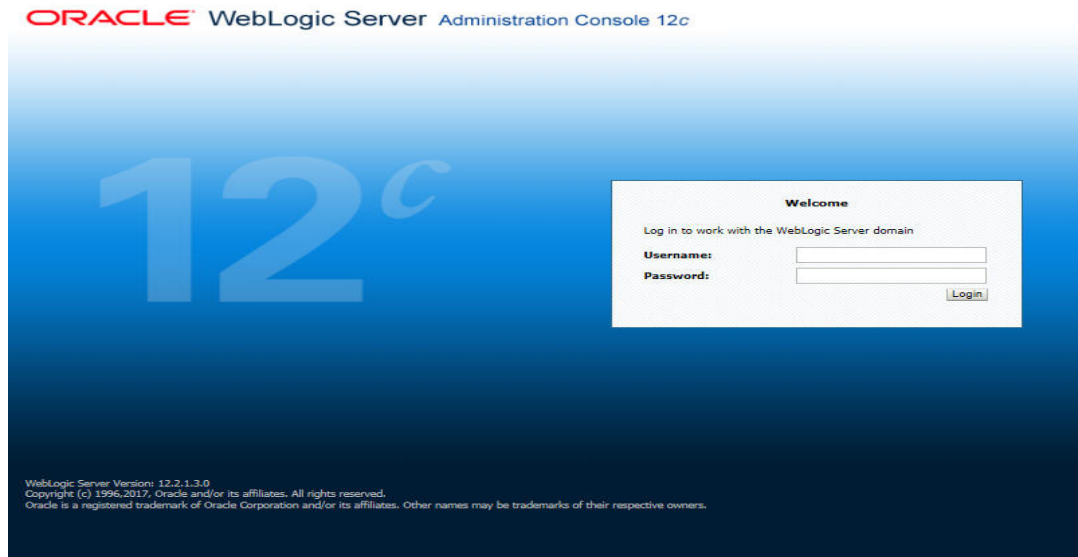 ORACLE WebLogic Server Administration Console 12c
12c
Welcome
Log in to work with the WebLogic Server domain
Username:
Password:
Login
WebLogic Server Version: 12.2.1.3.0
Copyright (c) 1996,2017, Oracle and/or its affiliates. All rights reserved.
Oracle is a registered trademark of Oracle Corporation and/or its affiliates. Other names may be trademarks of their respective owners.